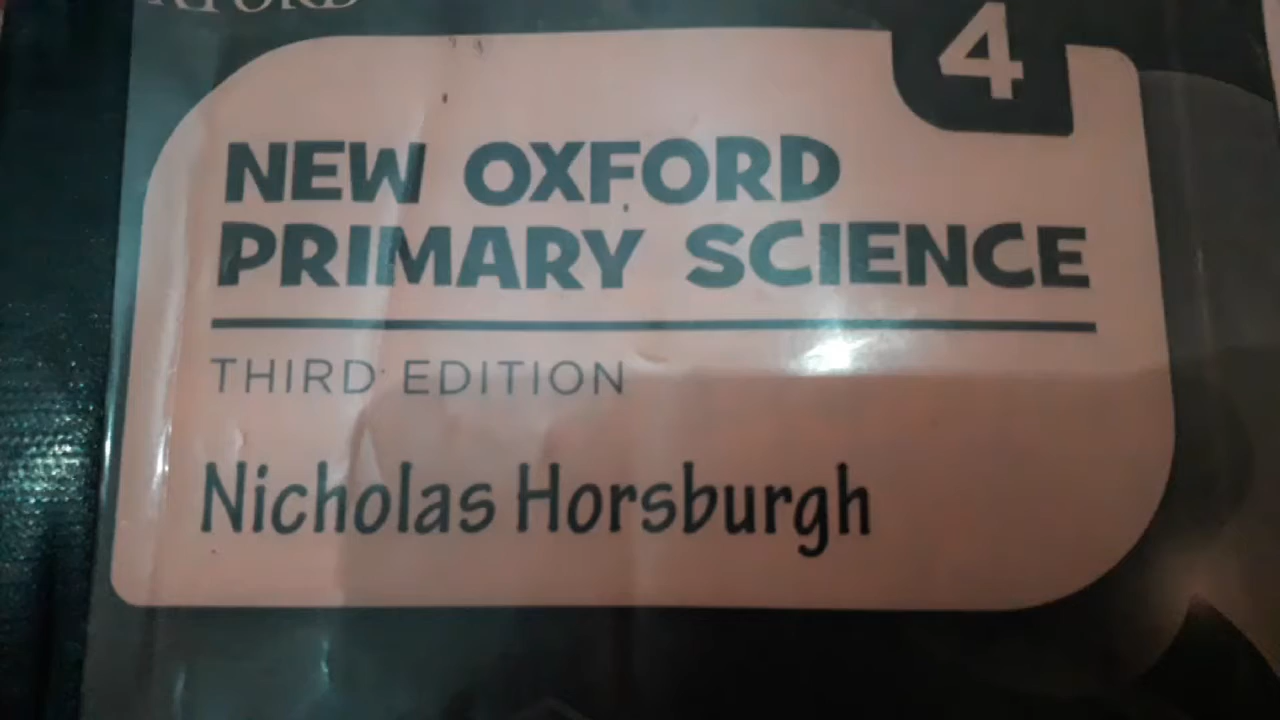 4
NEW OXFORD
PRIMARY SCIENCE
THIRD EDITION
Nicholas Horsburgh